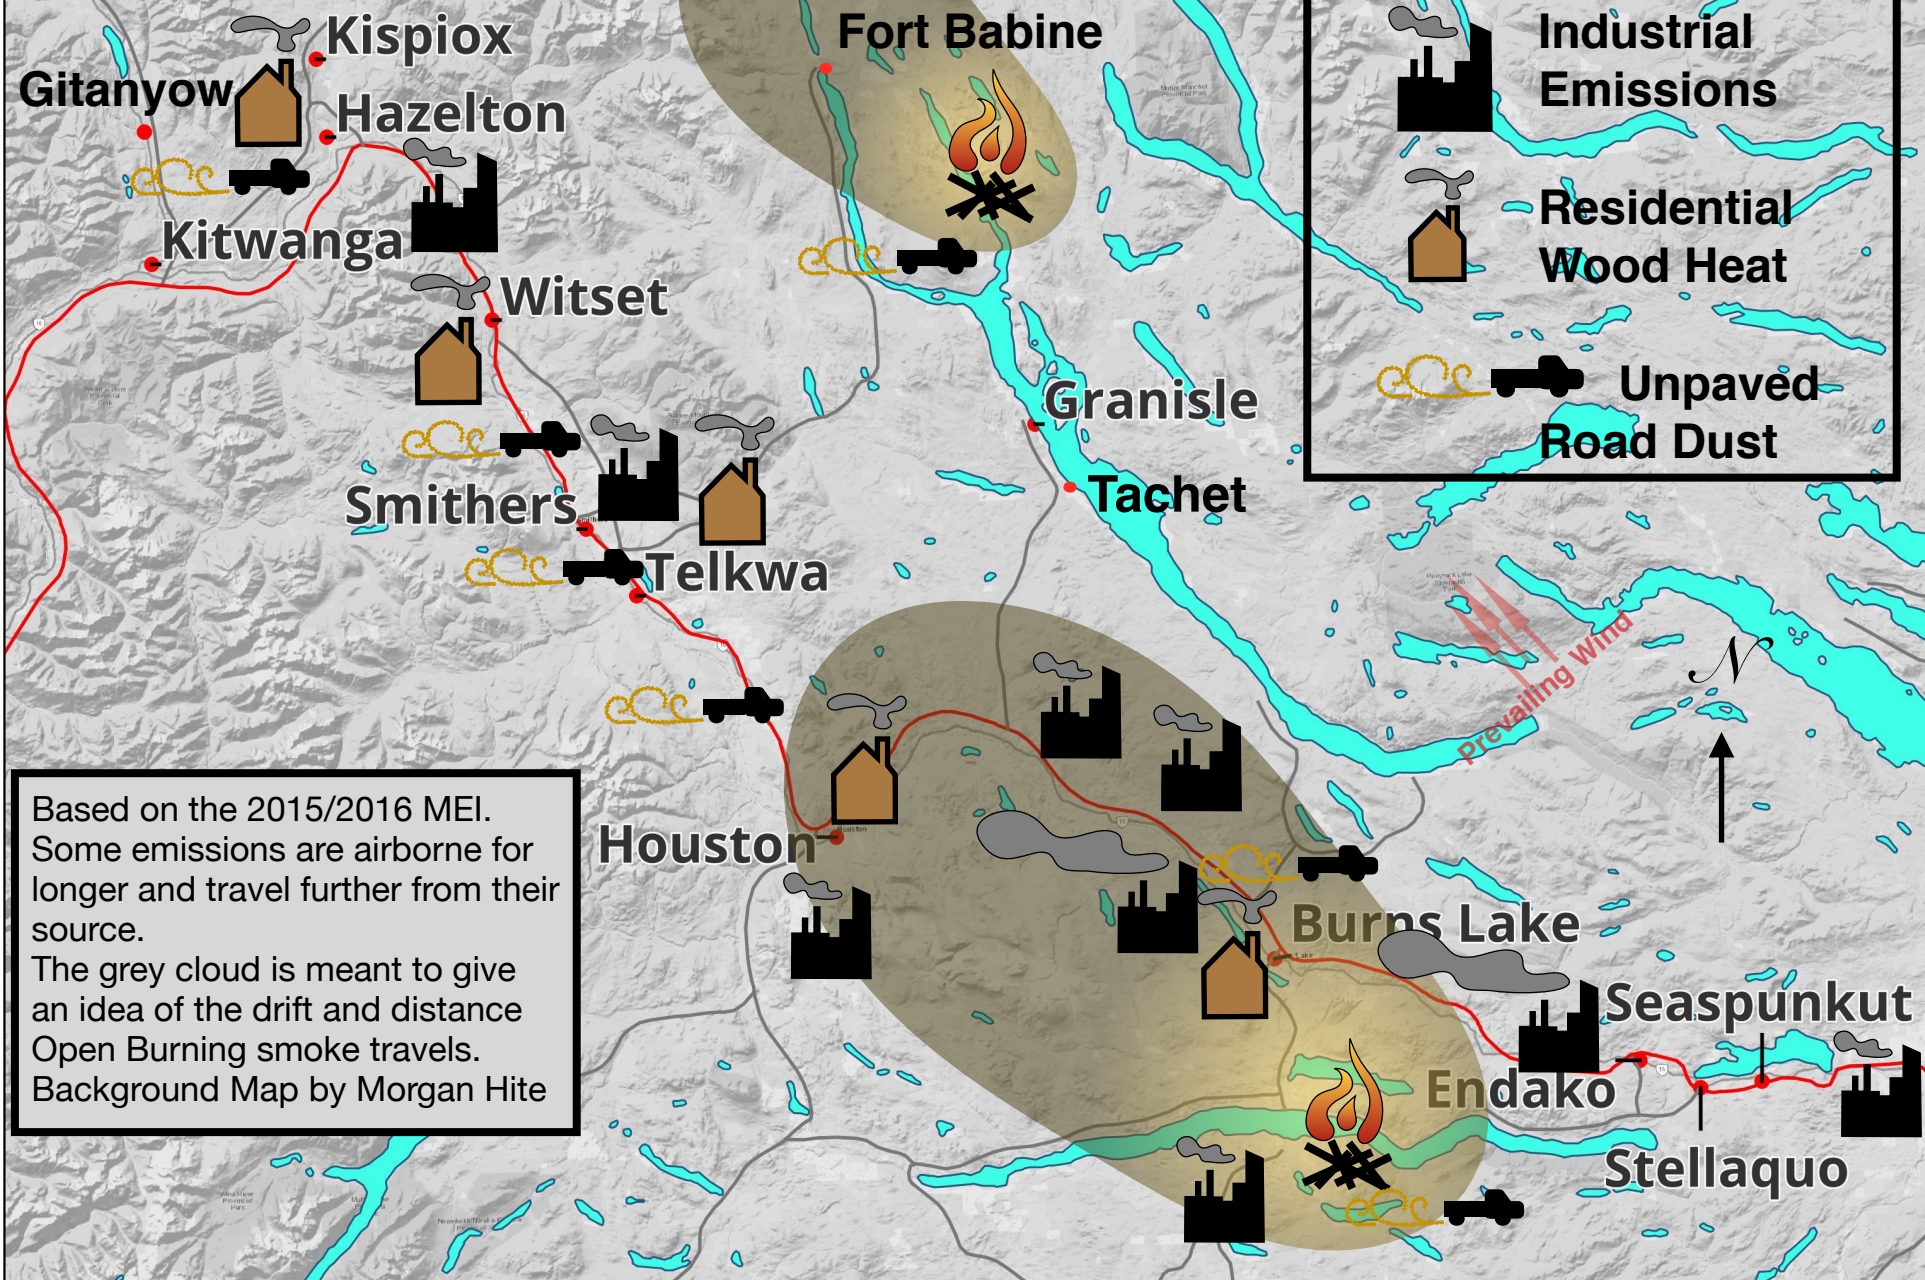 Kispiox
Fort Babine
Gitanyow
Hazelton
Kitwanga
Witset
Granisle
Tachet
Smithers
Telkwa
Houston
Houston
Burns Lake
Lake
Seaspunkut
Endako
Stellaquo
Industrial
Emissions
Residential
Wood Heat
Unpaved
Road Dust
Prevailing Wind
N
16
Based on the 2015/2016 MEI.
Some emissions are airborne for
longer and travel further from their
source.
The grey cloud is meant to give
an idea of the drift and distance
Open Burning smoke travels.
Background Map by Morgan Hite